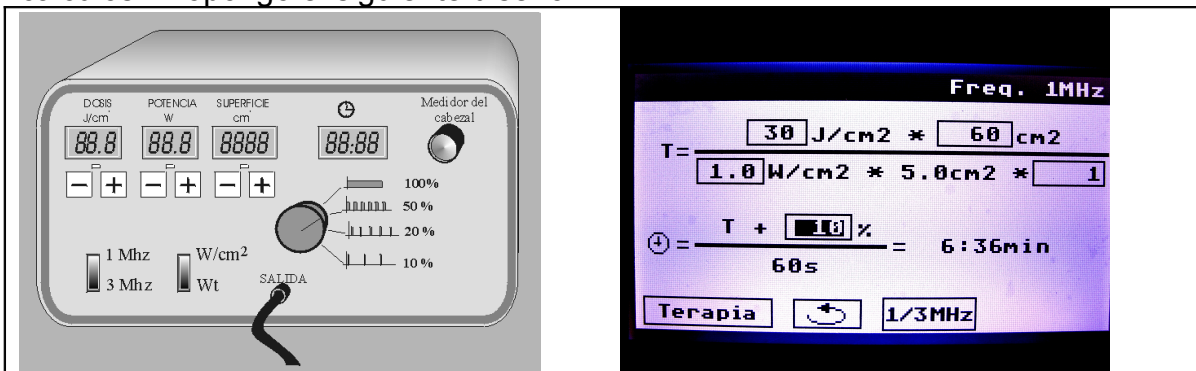 DOSIS
J/cm
POTENCIA
W
SUPERFICIE
cm
Medidor del
cabezal
88.8
88.8
8888
88:88
- +
- +
- +
100%
50 %
20 %
10 %
1 Mhz
3 Mhz
W/cm²
Wt
SALIDA
Freq. 1MHz
T= 30 J/cm2 * 60 cm2
1.0 W/cm2 * 5.0cm2 * 1
T + 10 %
= = 6:36min
60s
Terapia
1/3MHz